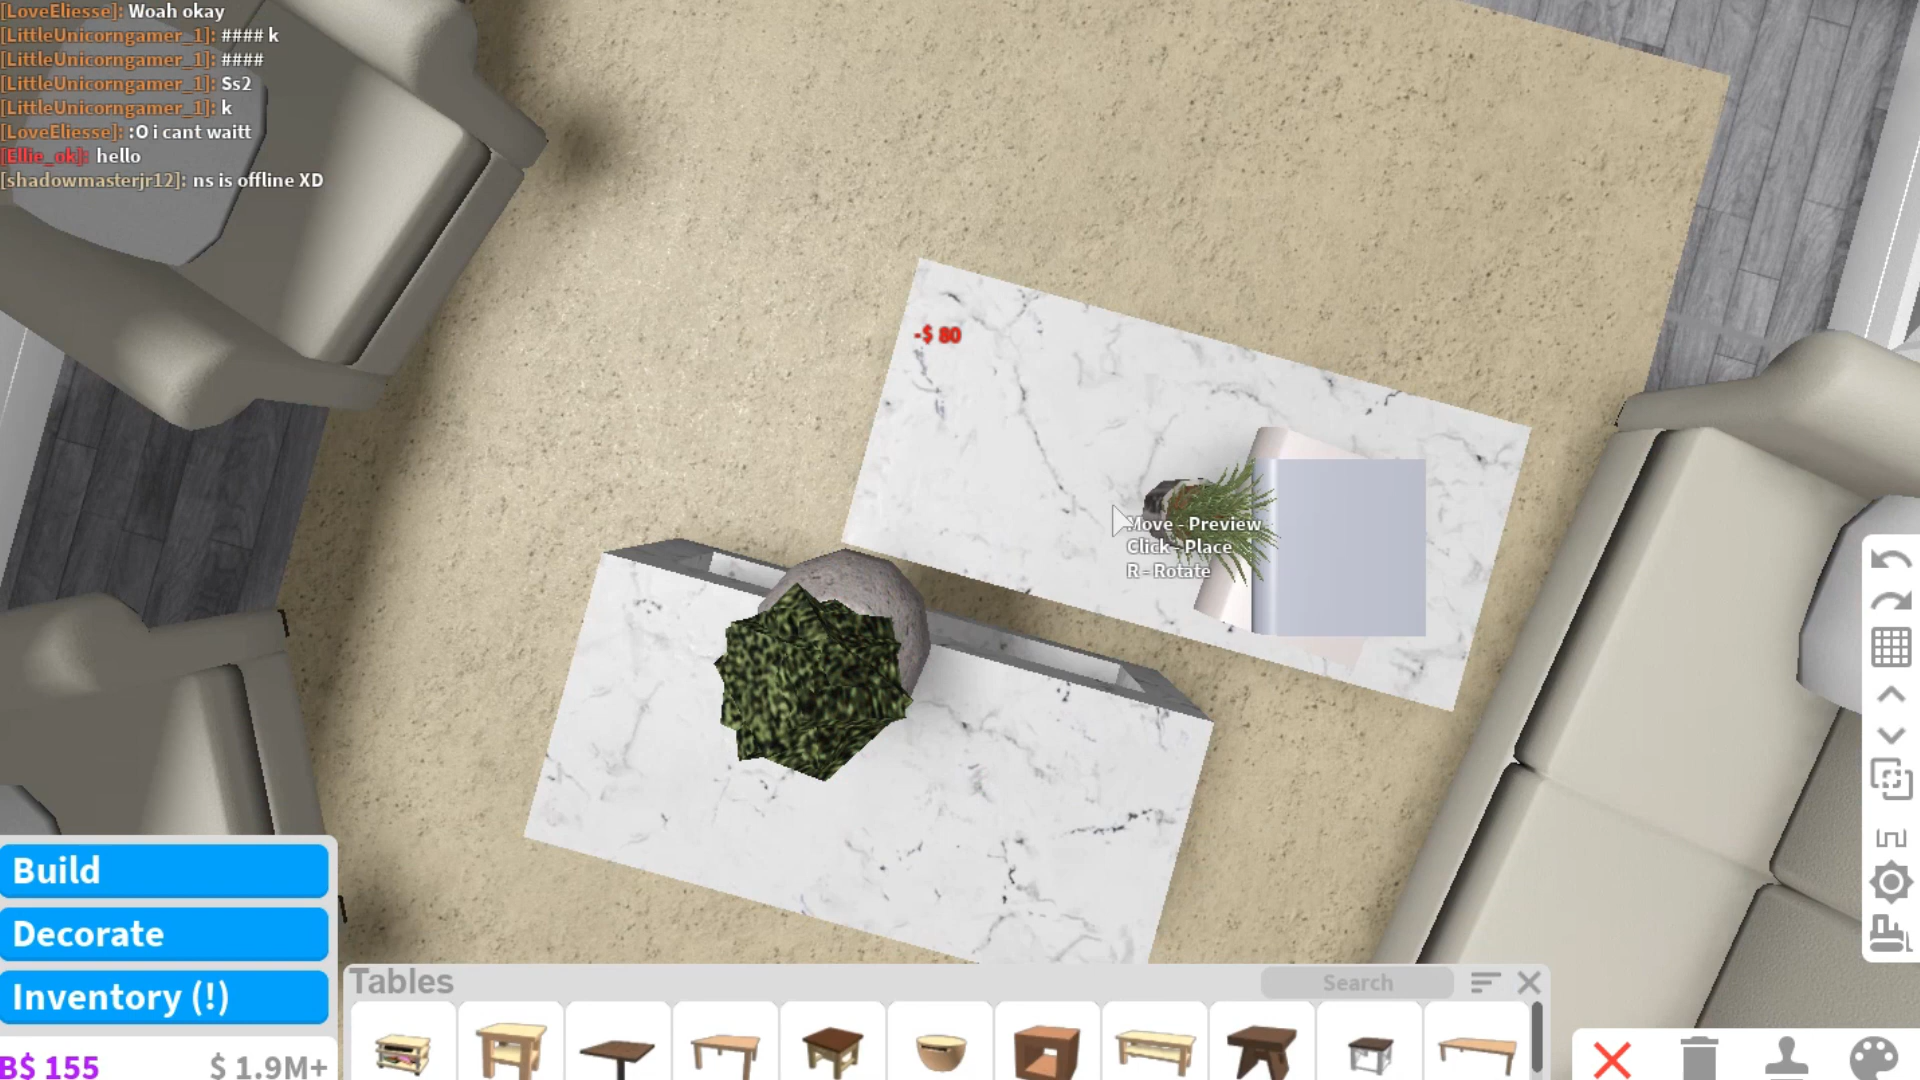 [LoveEliesse]: Woah okay
[LittleUnicorngamer_1]: #### k
[LittleUnicorngamer_1]: ####
[LittleUnicorngamer_1]: Ss2
[LittleUnicorngamer_1]: k
[LoveEliesse]: :O i cant waitt
[Ellie_ok]: hello
[shadowmasterjr12]: ns is offline XD
-$ 80
Move - Preview
Click - Place
R - Rotate
Build
Decorate
Inventory (!)
B$ 155
$ 1.9M+
Tables
Search